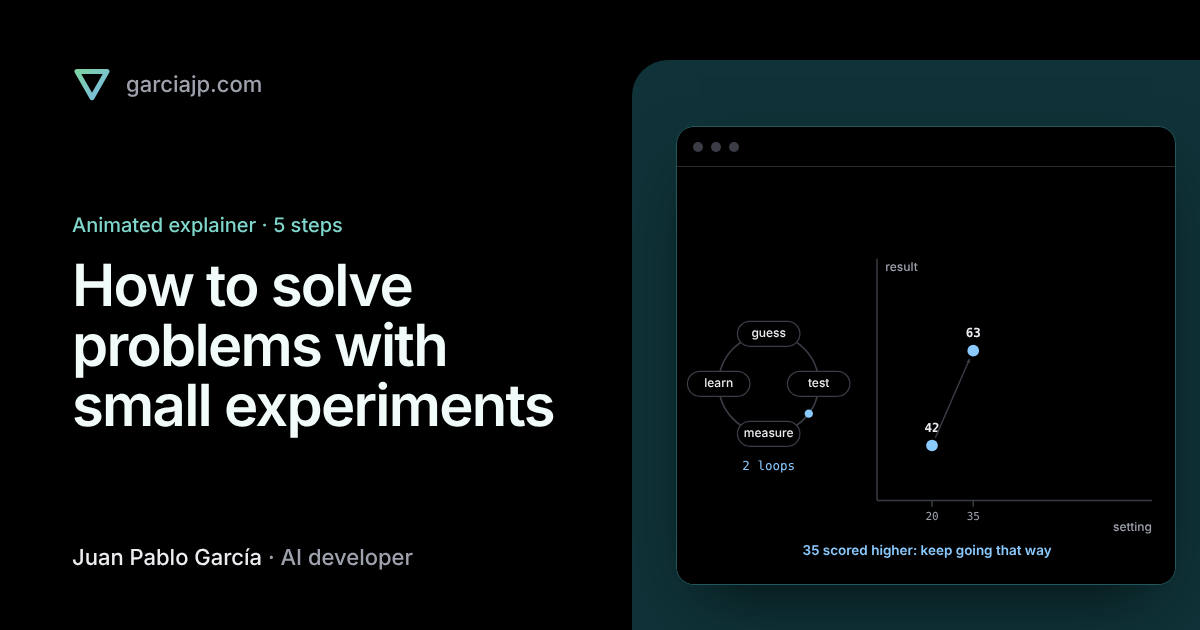 garciajp.com
Animated explainer · 5 steps
How to solve
problems with
small experiments
Juan Pablo García · AI developer
result
guess
learn
test
measure
2 loops
63
42
20
35
setting
35 scored higher: keep going that way